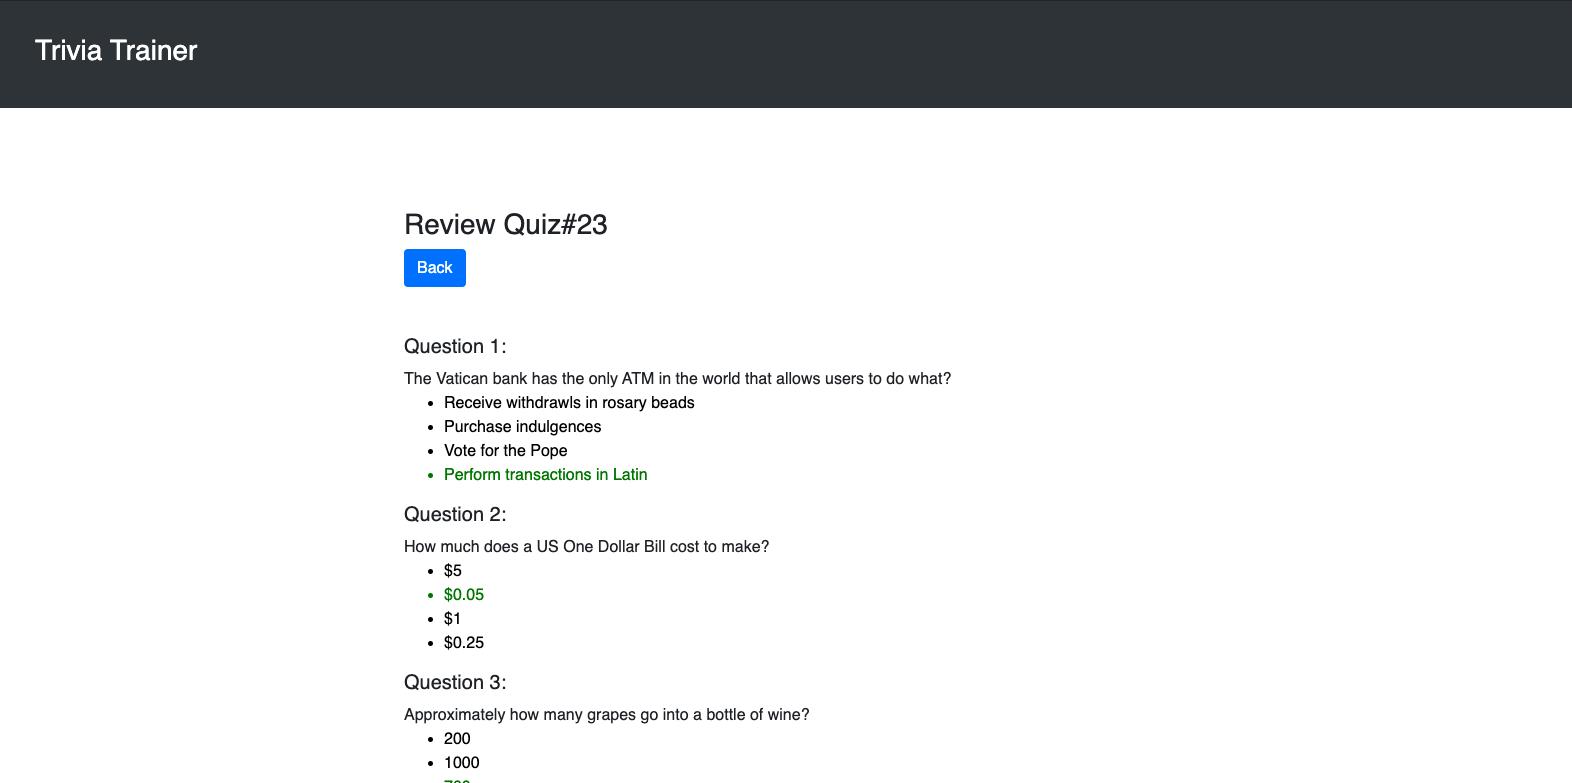 Trivia Trainer
Review Quiz#23
Back
Question 1:
The Vatican bank has the only ATM in the world that allows users to do what?
Receive withdrawls in rosary beads
Purchase indulgences
Vote for the Pope
Perform transactions in Latin
Question 2:
How much does a US One Dollar Bill cost to make?
$5
$0.05
$1
$0.25
Question 3:
Approximately how many grapes go into a bottle of wine?
200
1000